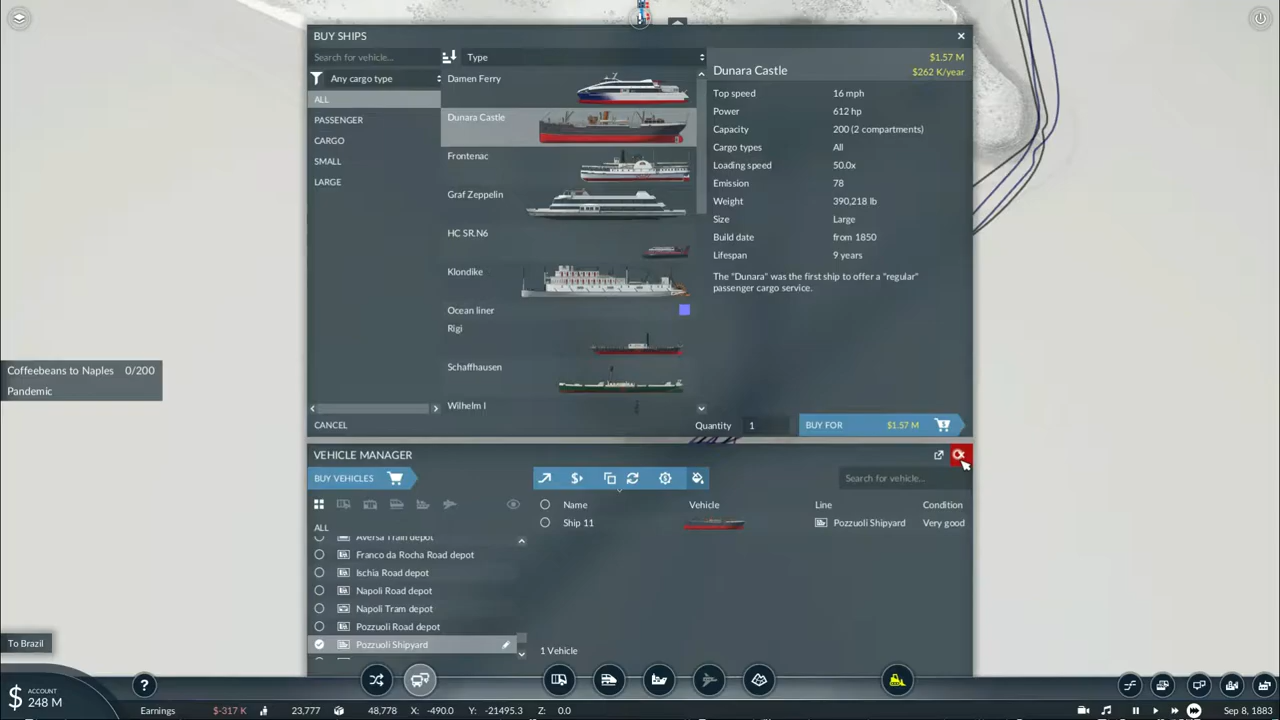 BUY SHIPS
Search for vehicle...
Type
Any cargo type
ALL
PASSENGER
CARGO
SMALL
LARGE
Damen Ferry
Dunara Castle
Frontenac
Graf Zeppelin
HC SR.N6
Klondike
Ocean liner
Rigi
Schaffhausen
Wilhelm I
CANCEL
$1.57 M
Dunara Castle
$262 K/year
Top speed 16 mph
Power 612 hp
Capacity 200 (2 compartments)
Cargo types All
Loading speed 50.0x
Emission 78
Weight 390,218 lb
Size Large
Build date from 1850
Lifespan 9 years
The "Dunara" was the first ship to offer a "regular"
passenger cargo service.
Quantity 1 BUY FOR $1.57 M
Coffeebeans to Naples 0/200
Pandemic
VEHICLE MANAGER
BUY VEHICLES
Search for vehicle...
Name Vehicle Line Condition
Ship 11 Pozzuoli Shipyard Very good
ALL
Aversa Train depot
Franco da Rocha Road depot
Ischia Road depot
Napoli Road depot
Napoli Tram depot
Pozzuoli Road depot
Pozzuoli Shipyard
1 Vehicle
To Brazil
$ ACCOUNT
248 M
?
Earnings $-317 K 23,777 48,778 X: -490.0 Y: -21495.3 Z: 0.0
Sep 8, 1883